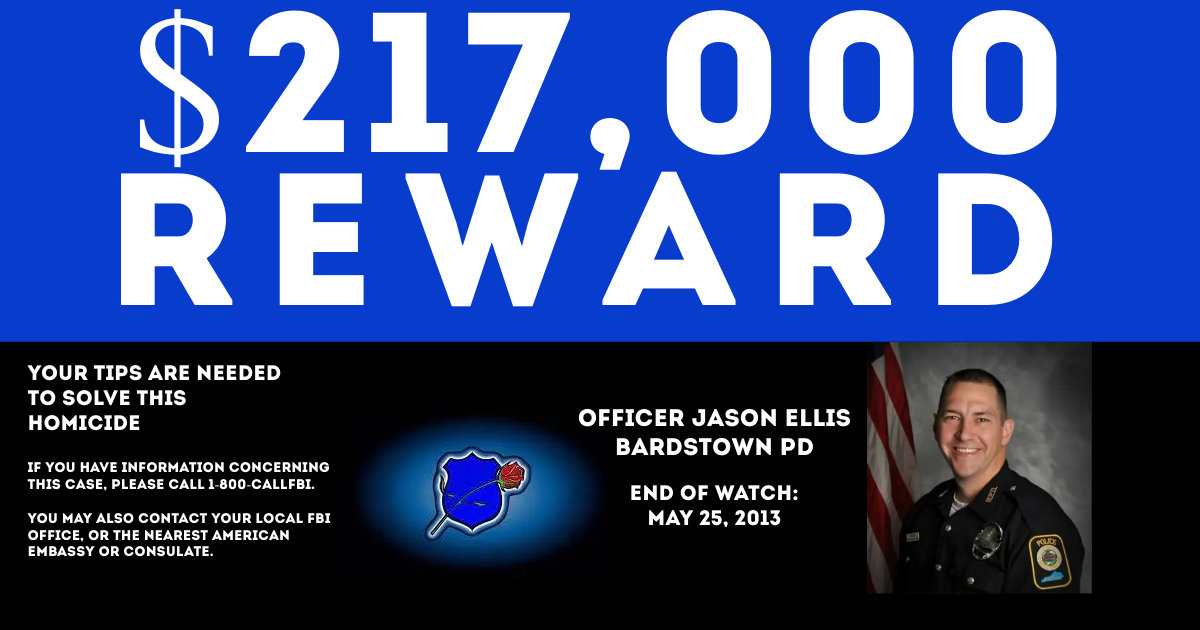 $217,000
REWARD
YOUR TIPS ARE NEEDED
TO SOLVE THIS
HOMICIDE
IF YOU HAVE INFORMATION CONCERNING
THIS CASE, PLEASE CALL 1-800-CALLFBI.
YOU MAY ALSO CONTACT YOUR LOCAL FBI
OFFICE, OR THE NEAREST AMERICAN
EMBASSY OR CONSULATE.
OFFICER JASON ELLIS
BARDSTOWN PD
END OF WATCH:
MAY 25, 2013
POLICE